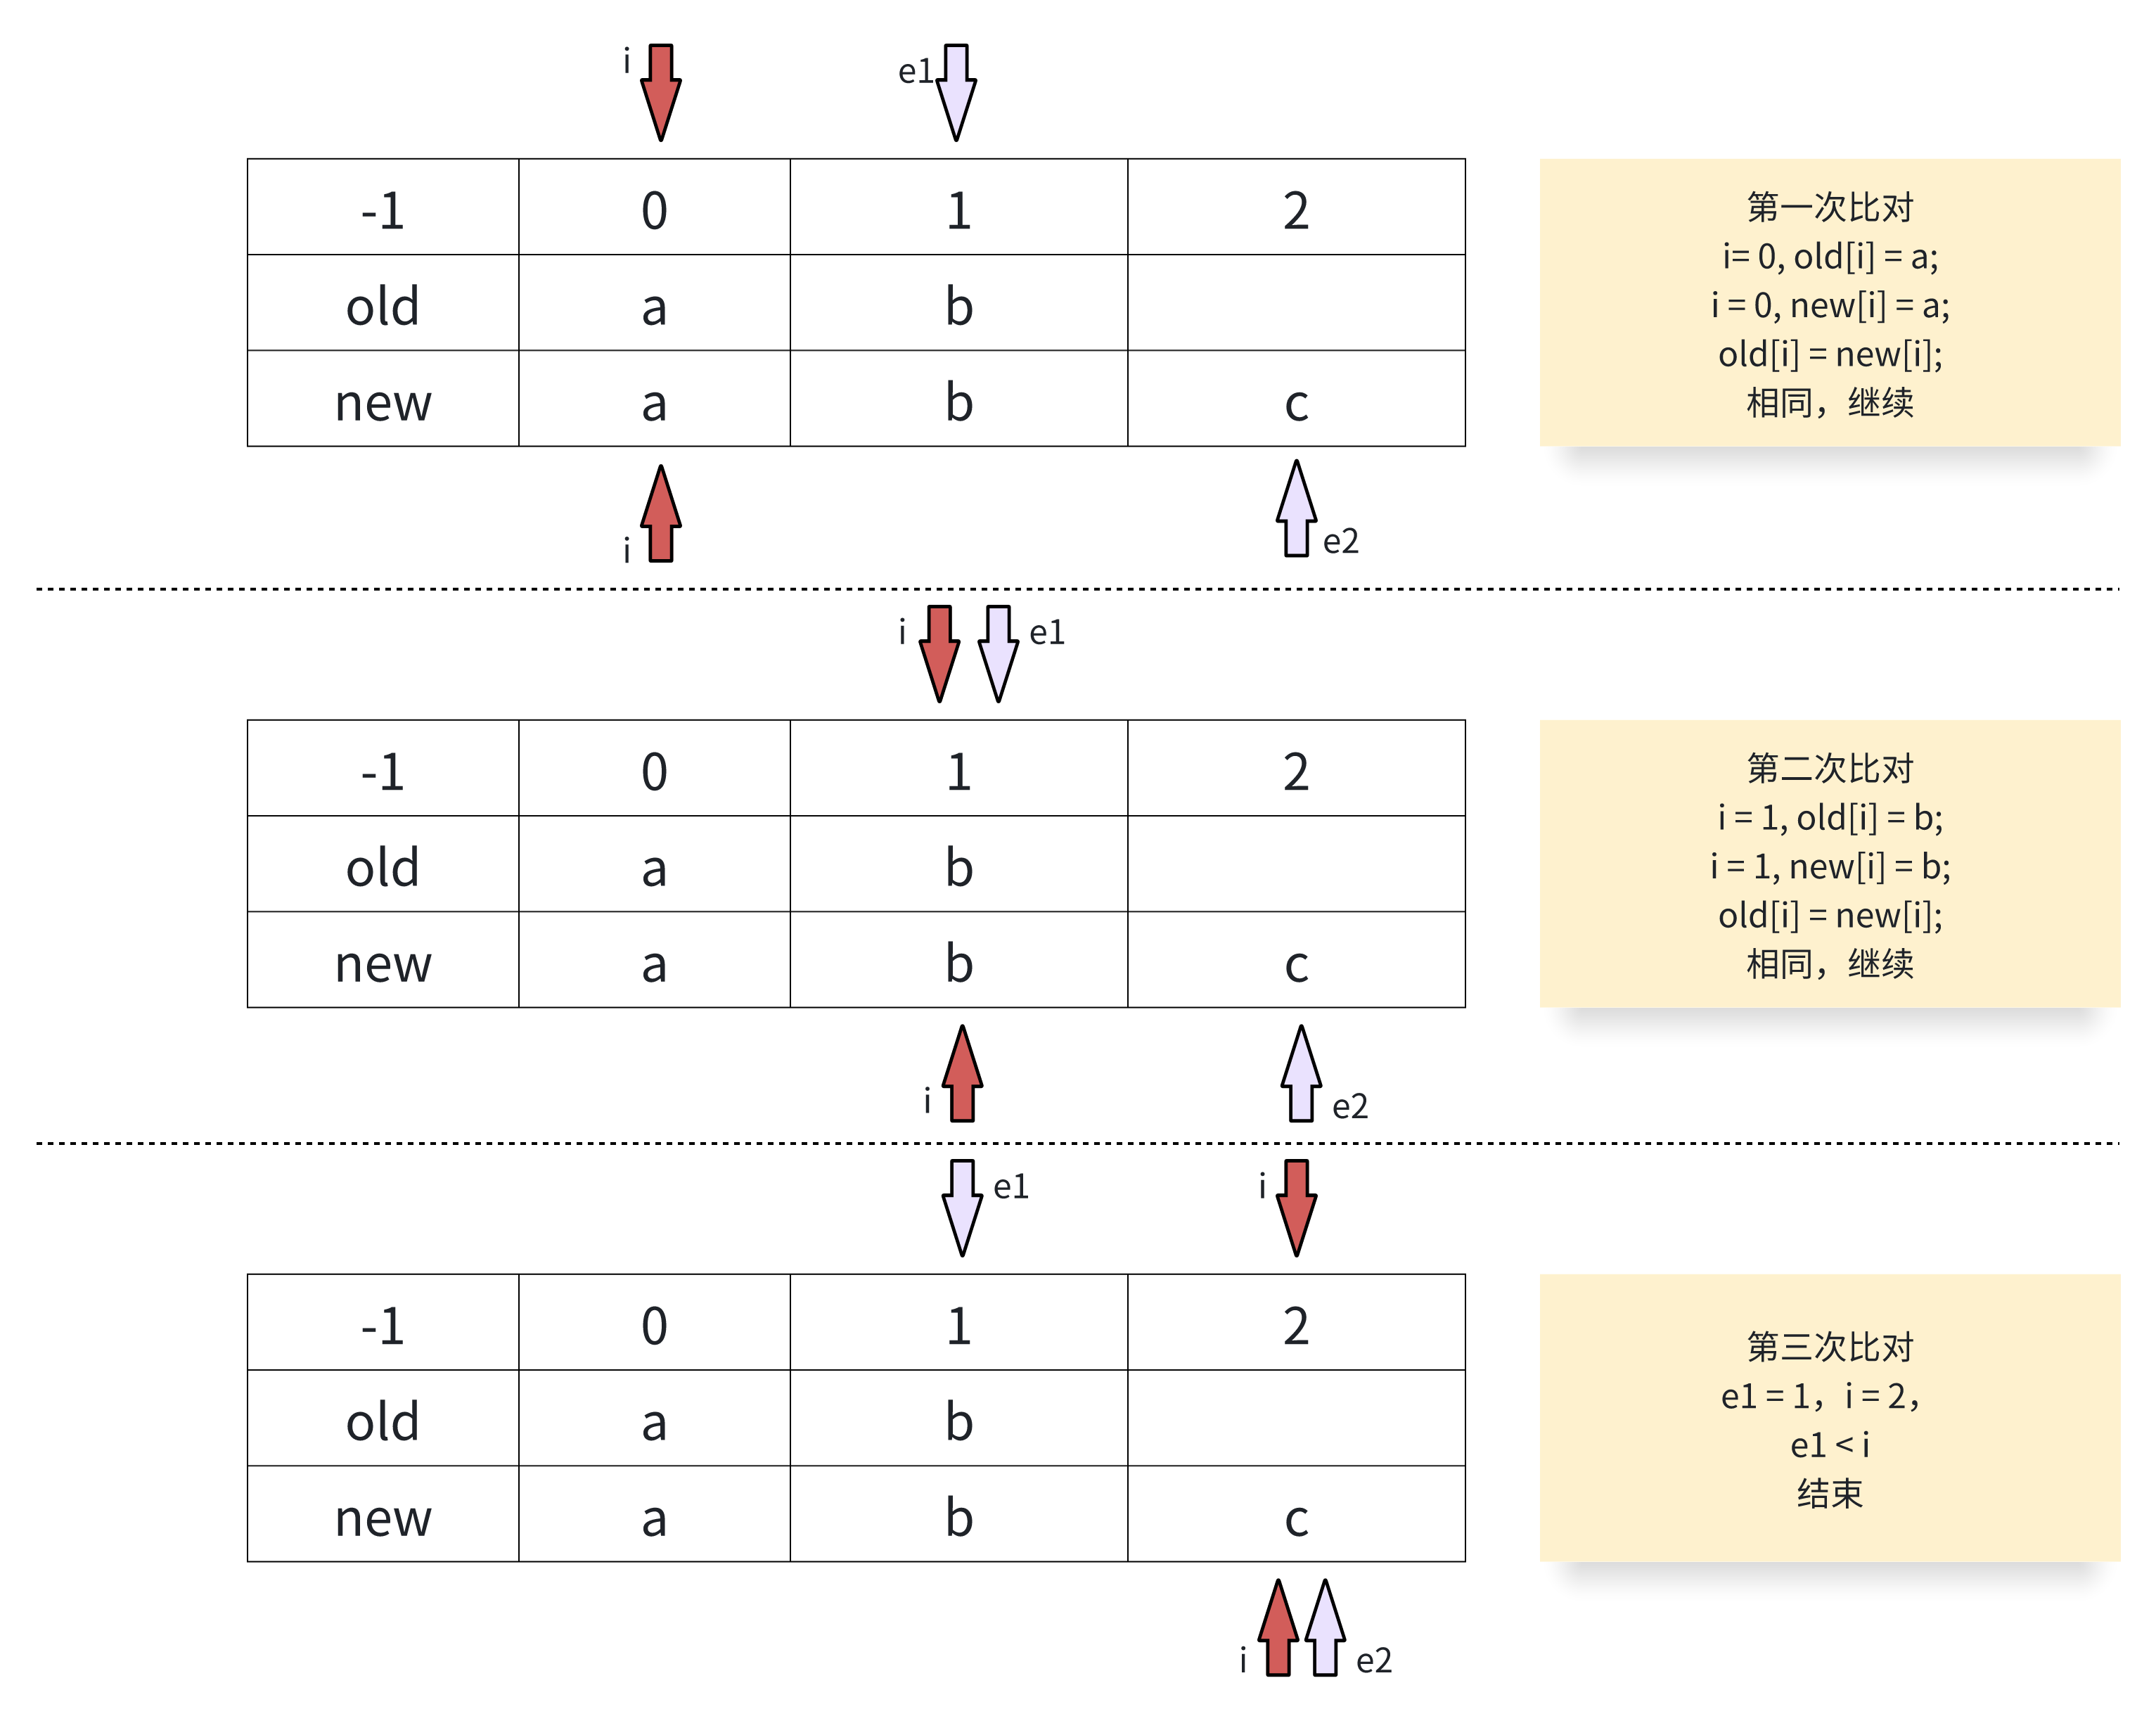 i
e1
-1 0 1 2
old a b
new a b c
第一次比对
i= 0, old[i] = a;
i = 0, new[i] = a;
old[i] = new[i];
相同，继续
i
e2
i
e1
-1 0 1 2
old a b
new a b c
第二次比对
i = 1, old[i] = b;
i = 1, new[i] = b;
old[i] = new[i];
相同，继续
i
e2
e1
i
-1 0 1 2
old a b
new a b c
第三次比对
e1 = 1，i = 2，
e1 < i
结束
i
e2